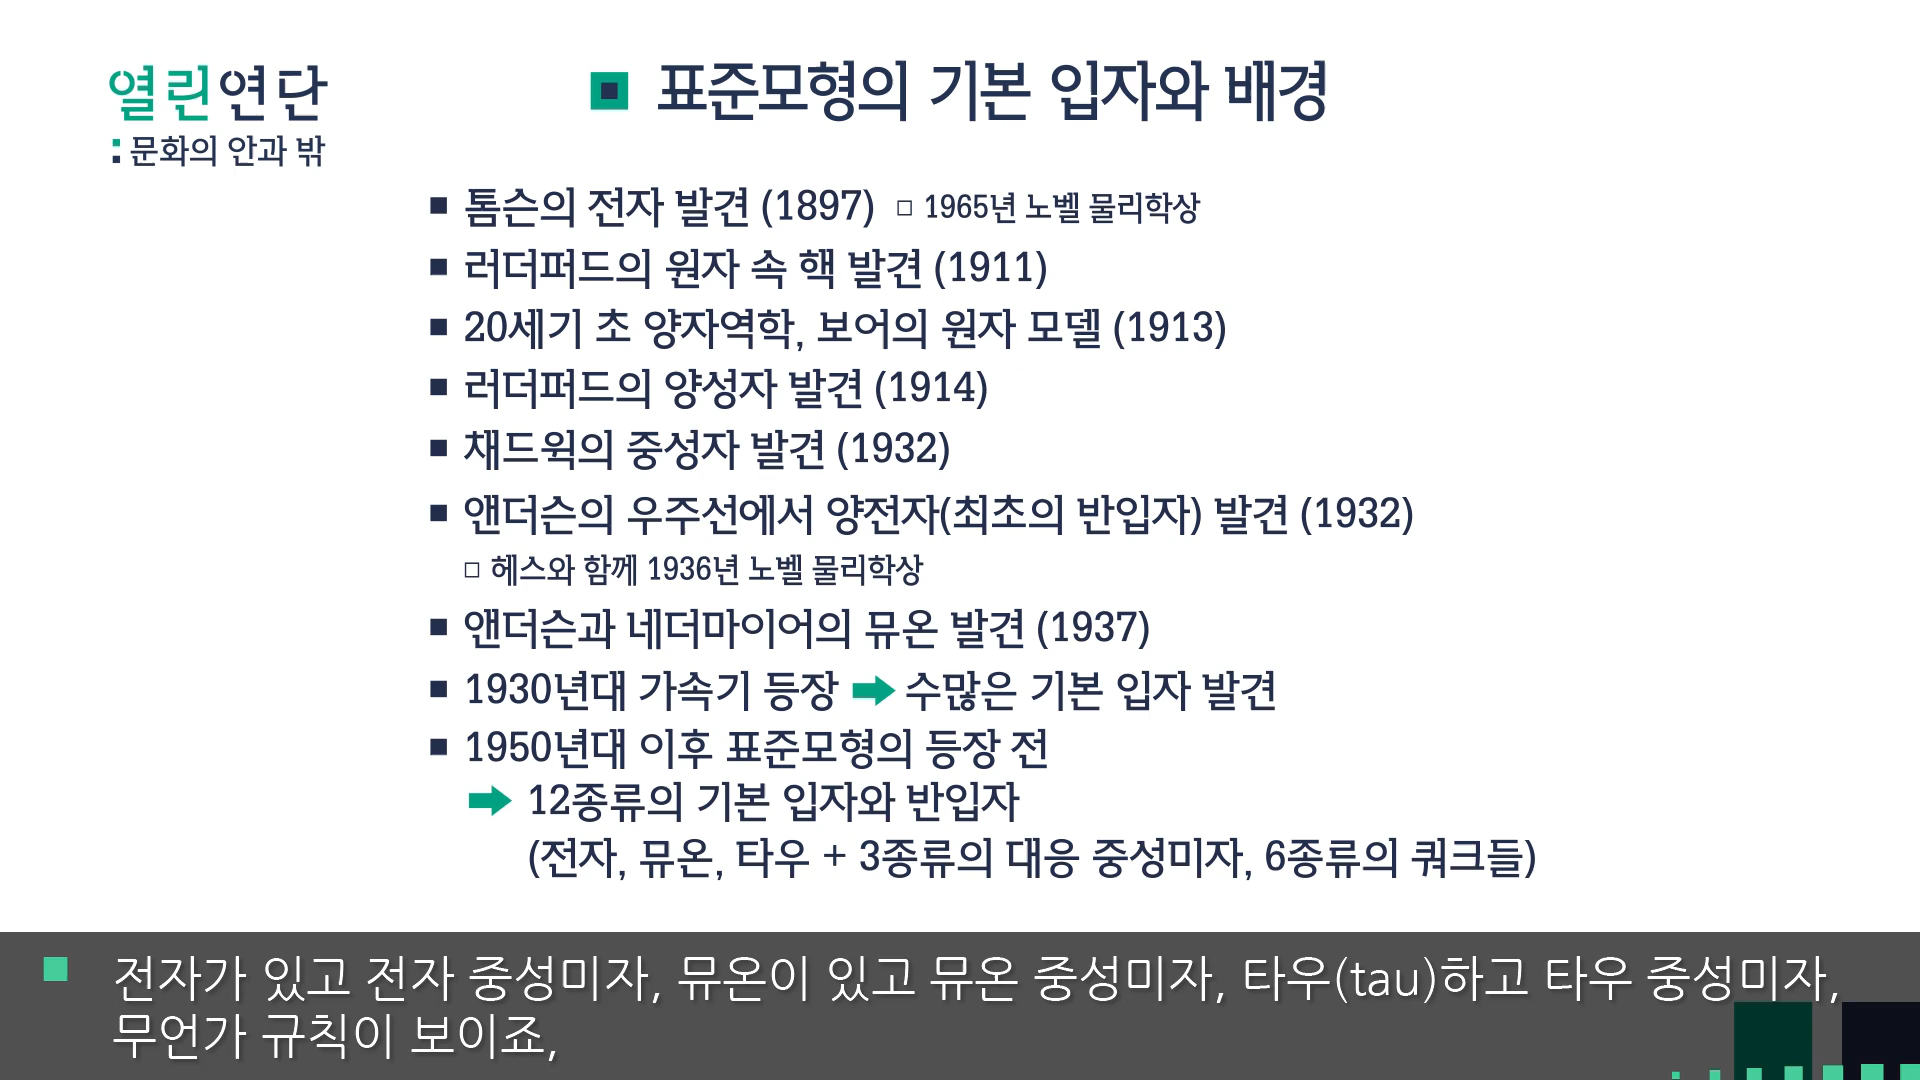 열린연단
문화의 안과 밖
표준모형의 기본 입자와 배경
톰슨의 전자 발견 (1897) □ 1965년 노벨 물리학상
러더퍼드의 원자 속 핵 발견 (1911)
20세기 초 양자역학, 보어의 원자 모델 (1913)
러더퍼드의 양성자 발견 (1914)
채드윅의 중성자 발견 (1932)
앤더슨의 우주선에서 양전자(최초의 반입자) 발견 (1932)
□ 헤스와 함께 1936년 노벨 물리학상
앤더슨과 네더마이어의 뮤온 발견 (1937)
1930년대 가속기 등장 ➡ 수많은 기본 입자 발견
1950년대 이후 표준모형의 등장 전
➡ 12종류의 기본 입자와 반입자
(전자, 뮤온, 타우 + 3종류의 대응 중성미자, 6종류의 쿼크들)
전자가 있고 전자 중성미자, 뮤온이 있고 뮤온 중성미자, 타우(tau)하고 타우 중성미자,
무언가 규칙이 보이죠,